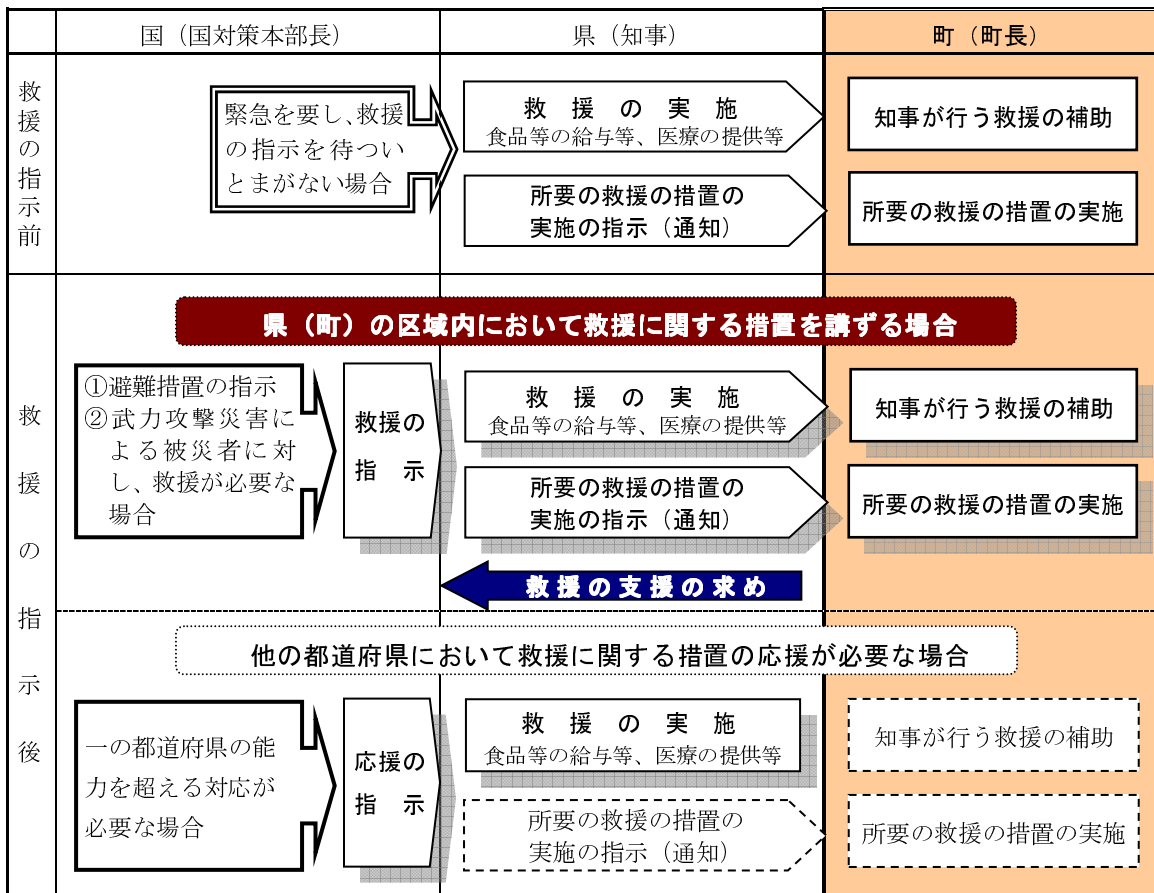 国（国対策本部長）
県（知事）
町（町長）
救援の指示前
緊急を要し、救援
の指示を待つい
とまがない場合
救援の実施
食品等の給与等、医療の提供等
所要の救援の措置の
実施の指示（通知）
知事が行う救援の補助
所要の救援の措置の実施
救援の指示後
県（町）の区域内において救援に関する措置を講ずる場合
①避難措置の指示
②武力攻撃災害に
よる被災者に対
し、救援が必要な
場合
救援の
指示
救援の実施
食品等の給与等、医療の提供等
所要の救援の措置の
実施の指示（通知）
知事が行う救援の補助
所要の救援の措置の実施
救援の支援の求め
他の都道府県において救援に関する措置の応援が必要な場合
一の都道府県の能
力を超える対応が
必要な場合
応援の
指示
救援の実施
食品等の給与等、医療の提供等
所要の救援の措置の
実施の指示（通知）
知事が行う救援の補助
所要の救援の措置の実施